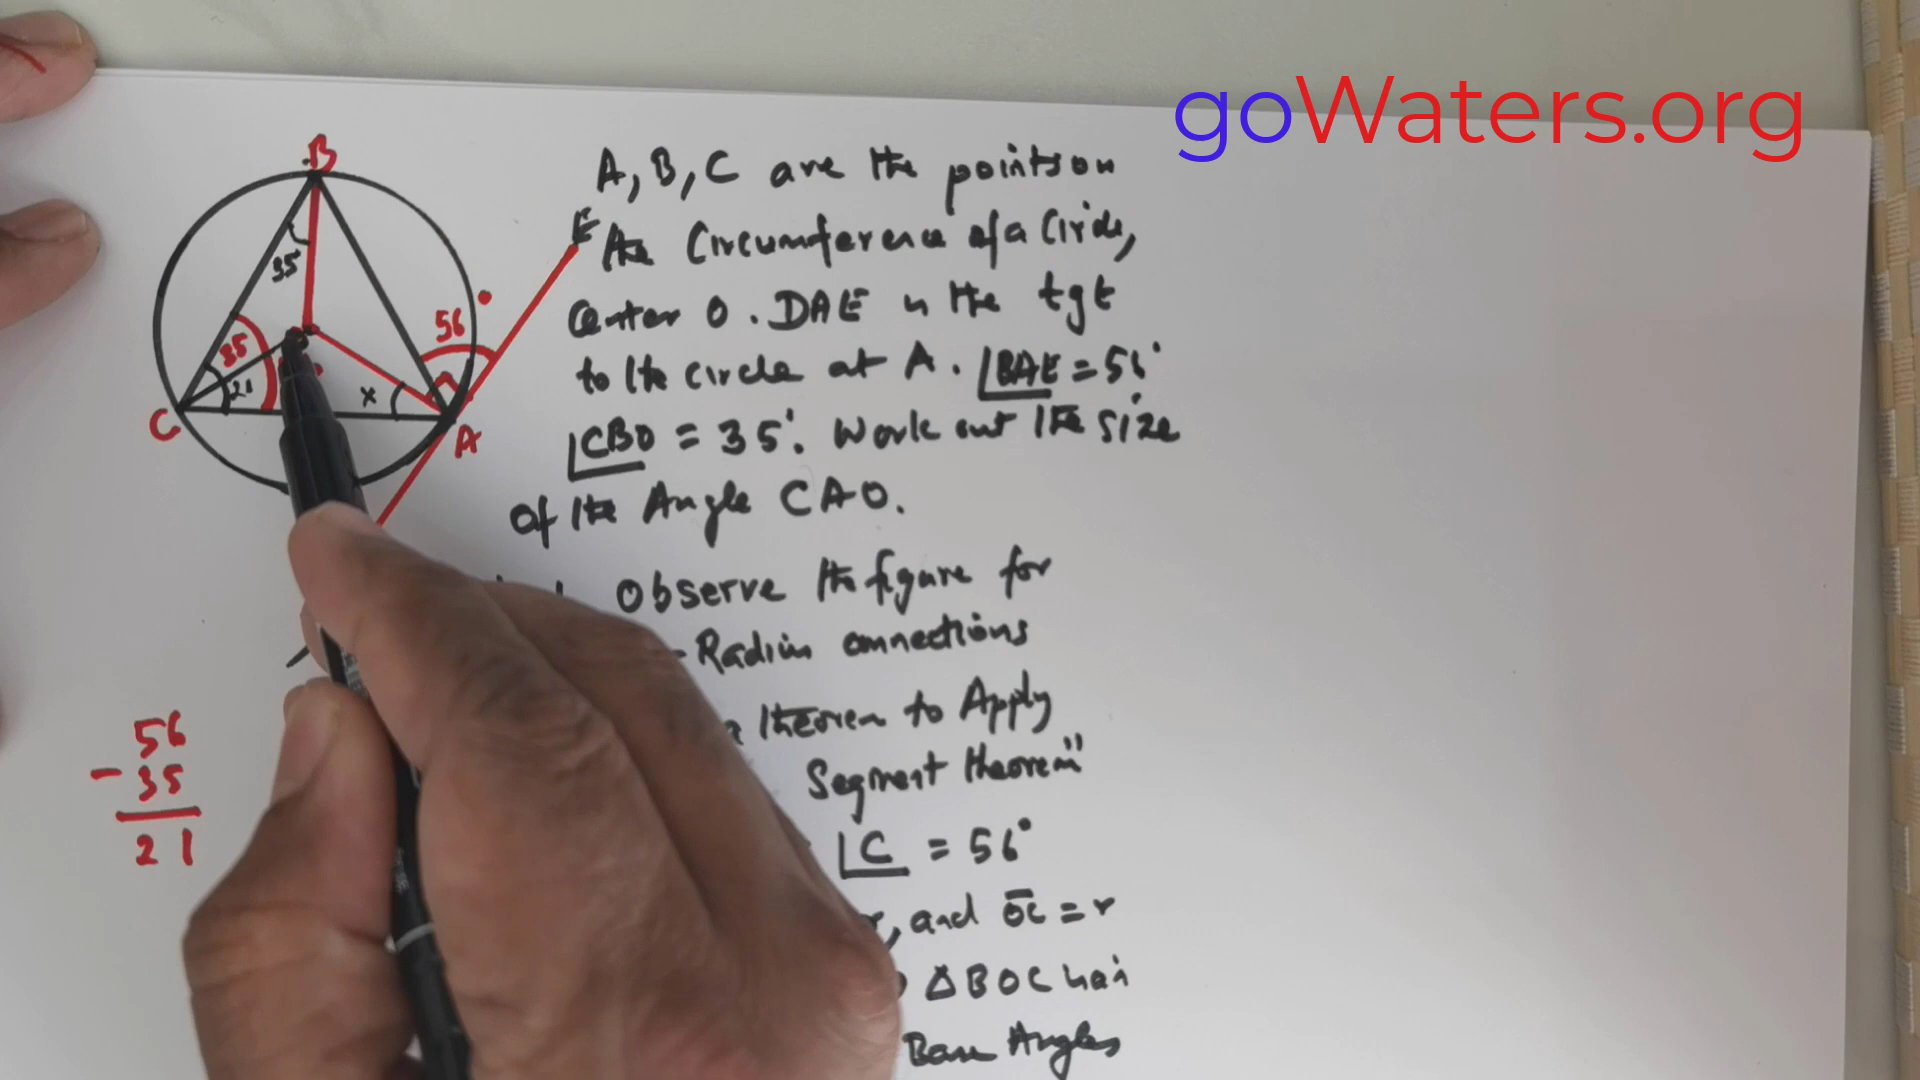 goWaters.org
B
35°
35
21
C
56°
x
A
E
A, B, C are the points on
the Circumference of a Circle,
Center O. DAE is the tgt
to the circle at A. ∠BAE = 56°
∠CBO = 35°. Work out the size
Of the Angle CAO.
Observe the figure for
- Radius connections
a theorem to Apply
Segment theorem"
∠C = 56°
, and OC = r
△BOC has
Base Angles
56
- 35
21